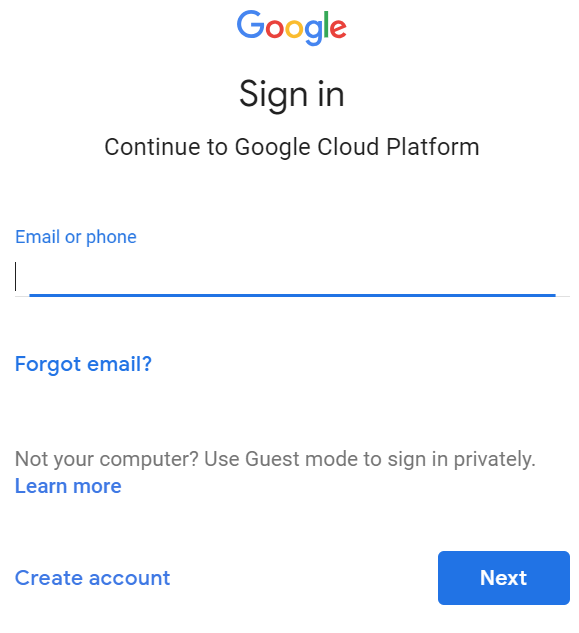 Google
Sign in
Continue to Google Cloud Platform
Email or phone
Forgot email?
Not your computer? Use Guest mode to sign in privately.
Learn more
Create account
Next